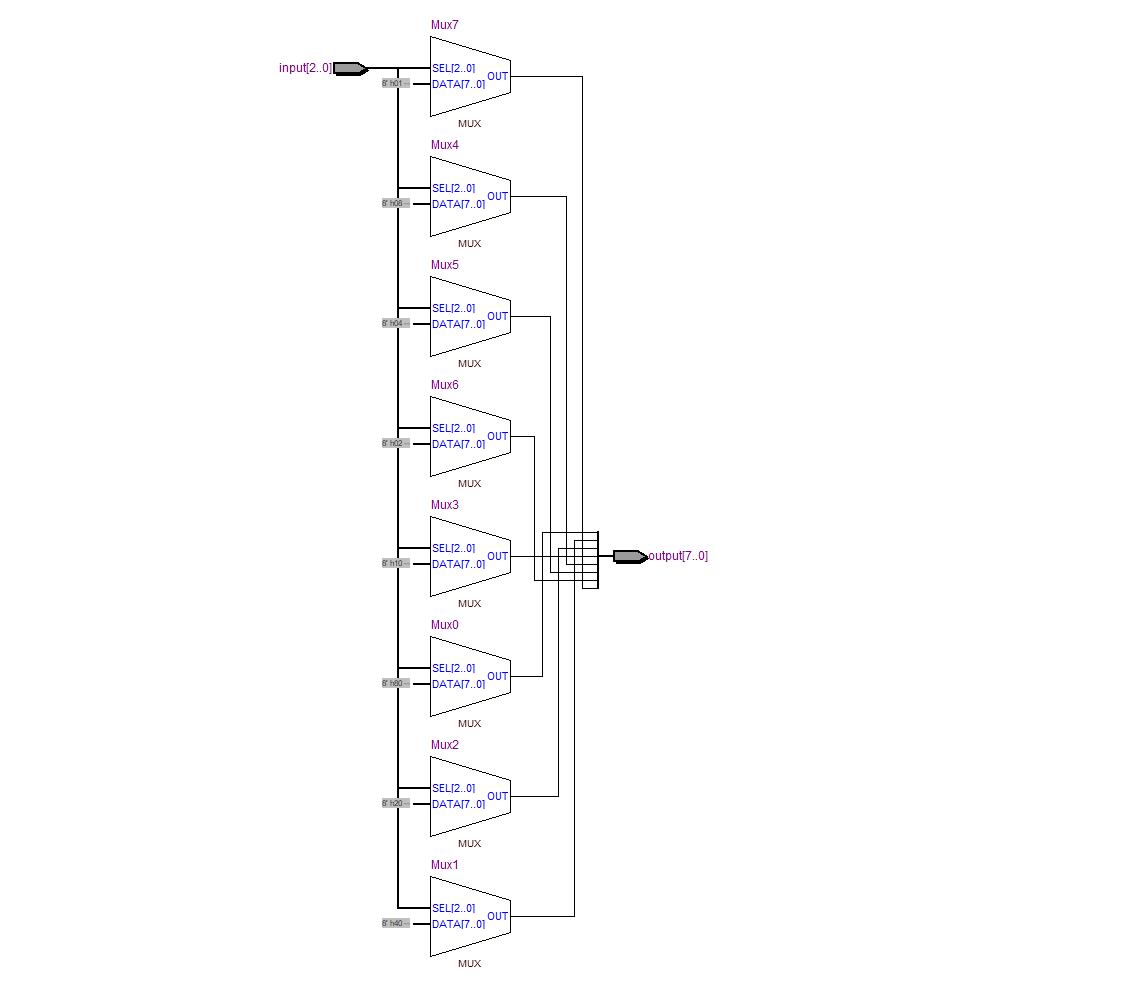 Mux7
input[2..0]
SEL[2..0]
OUT
8' h01 --
DATA[7..0]
MUX
Mux4
SEL[2..0]
OUT
8' h08 --
DATA[7..0]
MUX
Mux5
SEL[2..0]
OUT
8' h04 --
DATA[7..0]
MUX
Mux6
SEL[2..0]
OUT
8' h02 --
DATA[7..0]
MUX
Mux3
SEL[2..0]
OUT
output[7..0]
8' h10 --
DATA[7..0]
MUX
Mux0
SEL[2..0]
OUT
8' h80 --
DATA[7..0]
MUX
Mux2
SEL[2..0]
OUT
8' h20 --
DATA[7..0]
MUX
Mux1
SEL[2..0]
OUT
8' h40 --
DATA[7..0]
MUX